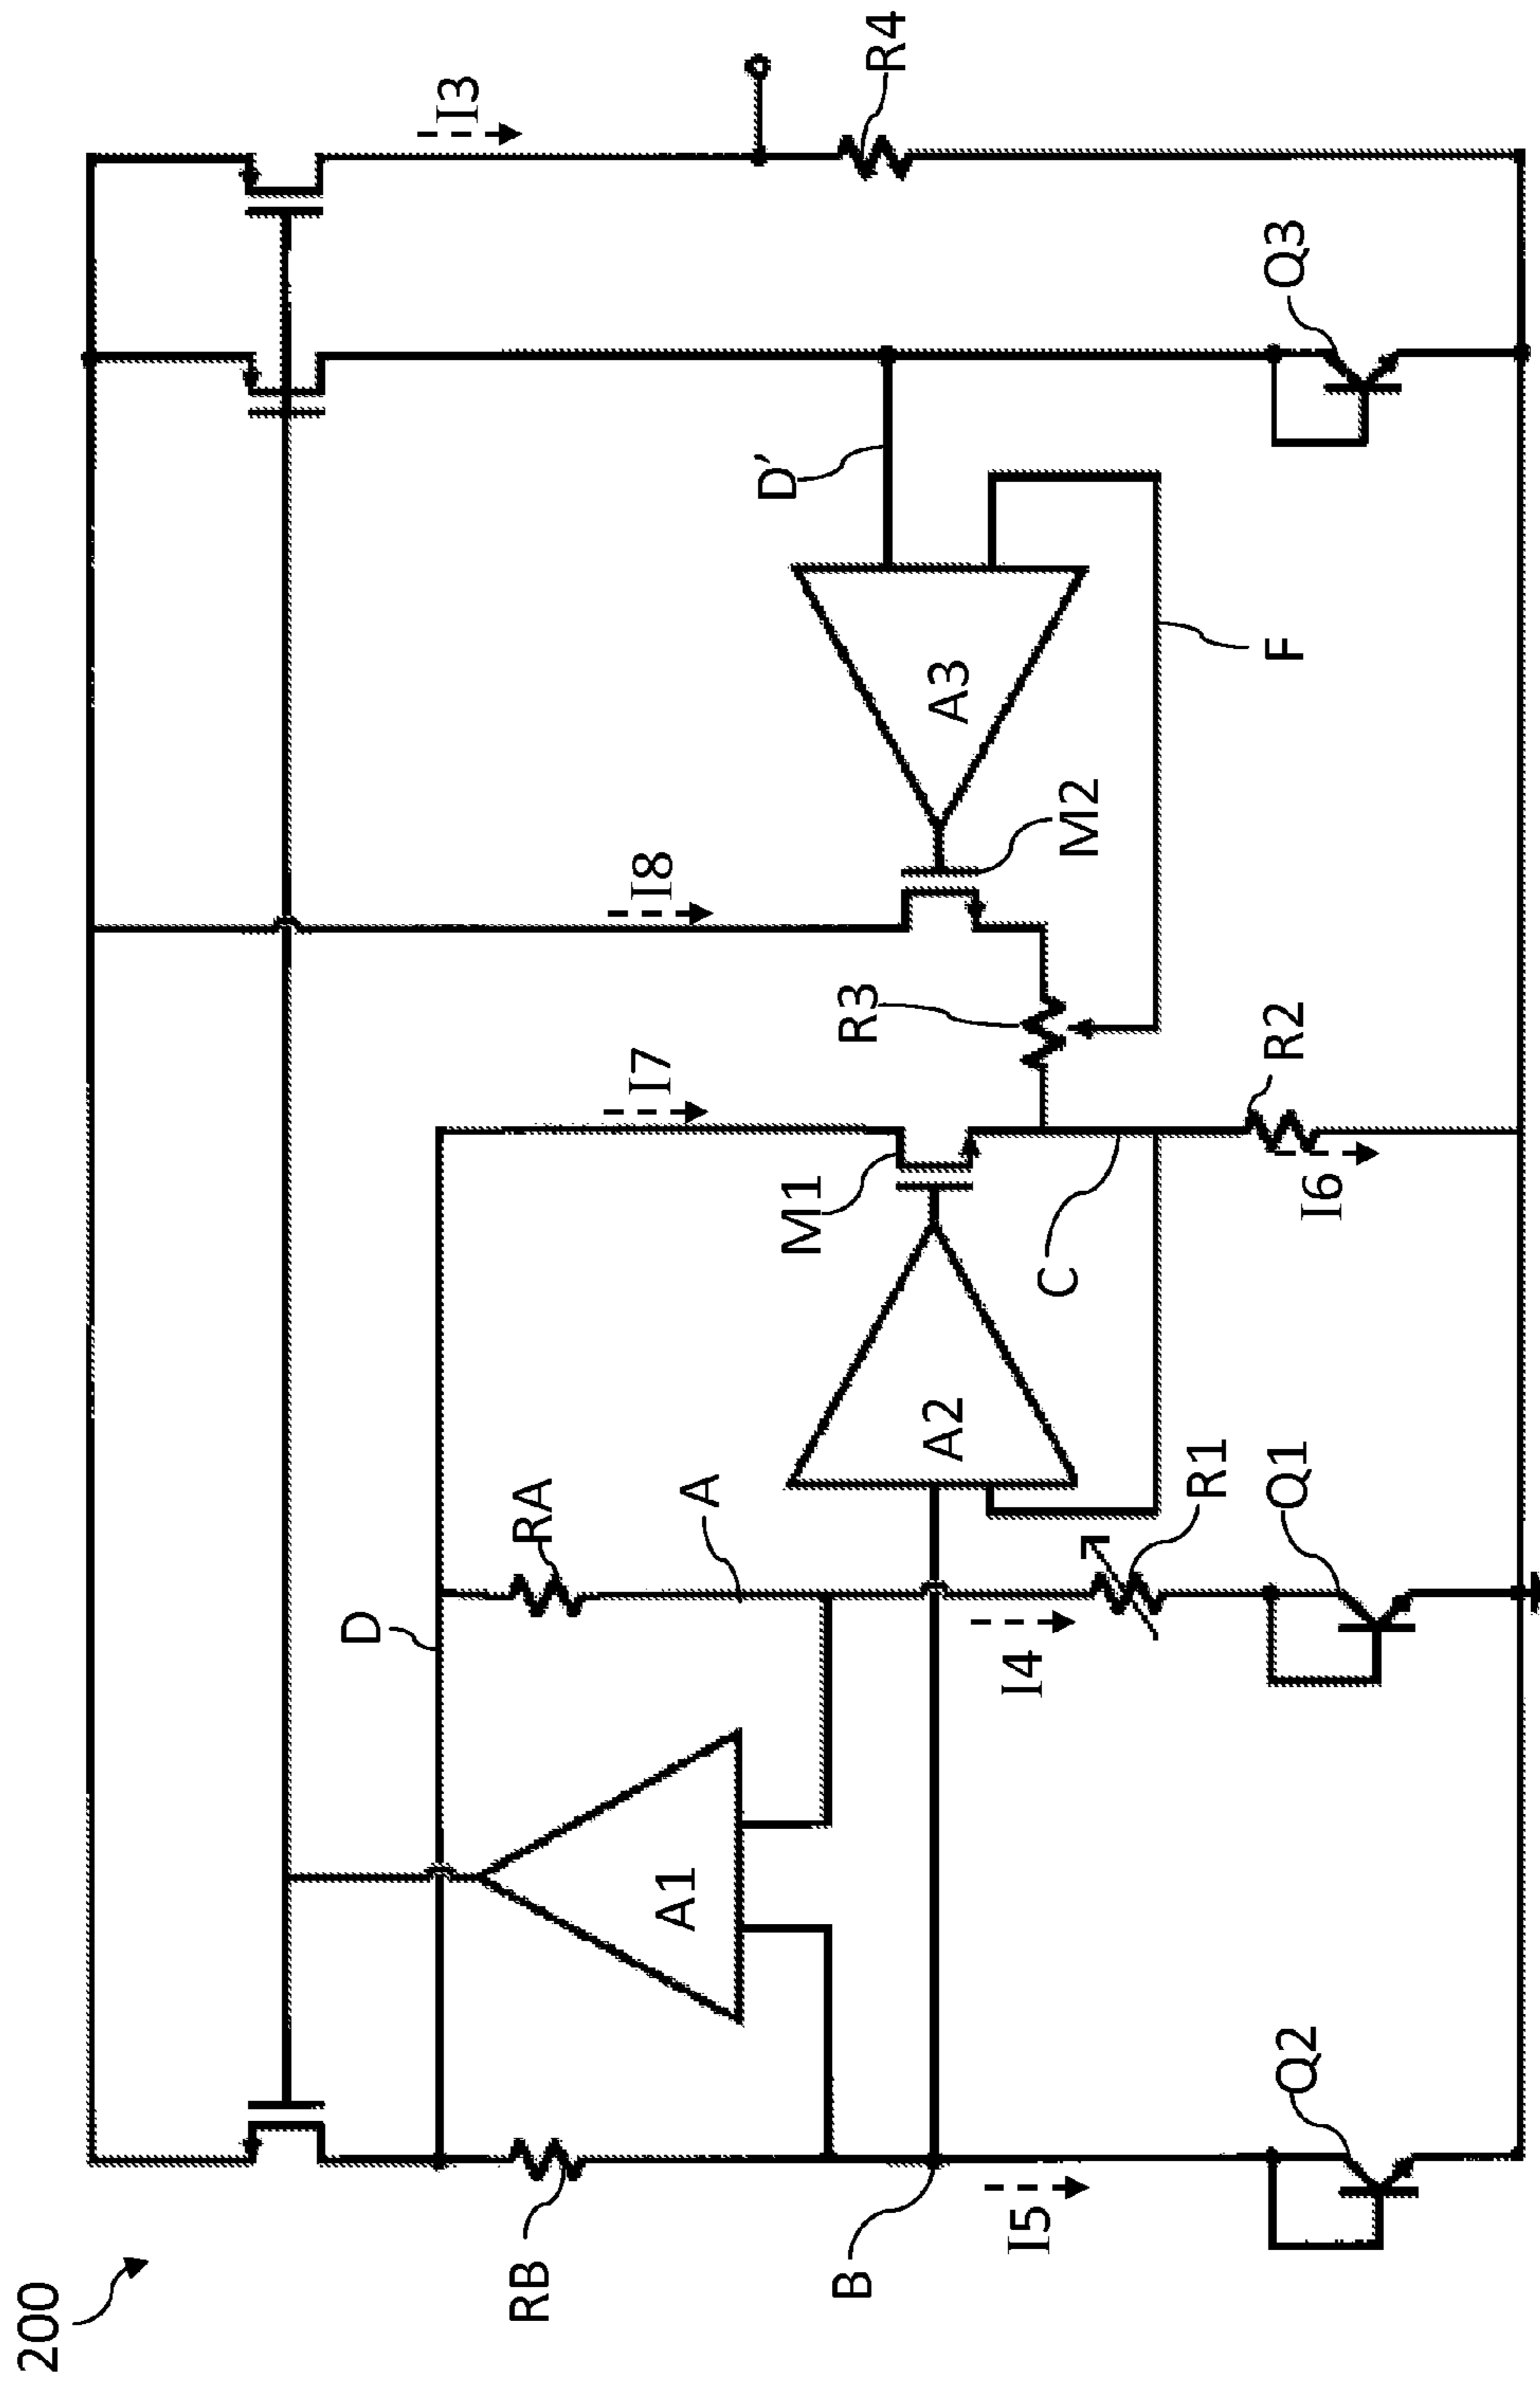 200
I3
R4
D
RA
A
I7
I8
D'
RB
A1
M1
R3
A3
B
I4
A2
C
M2
I5
R1
I6
R2
F
Q2
Q1
Q3